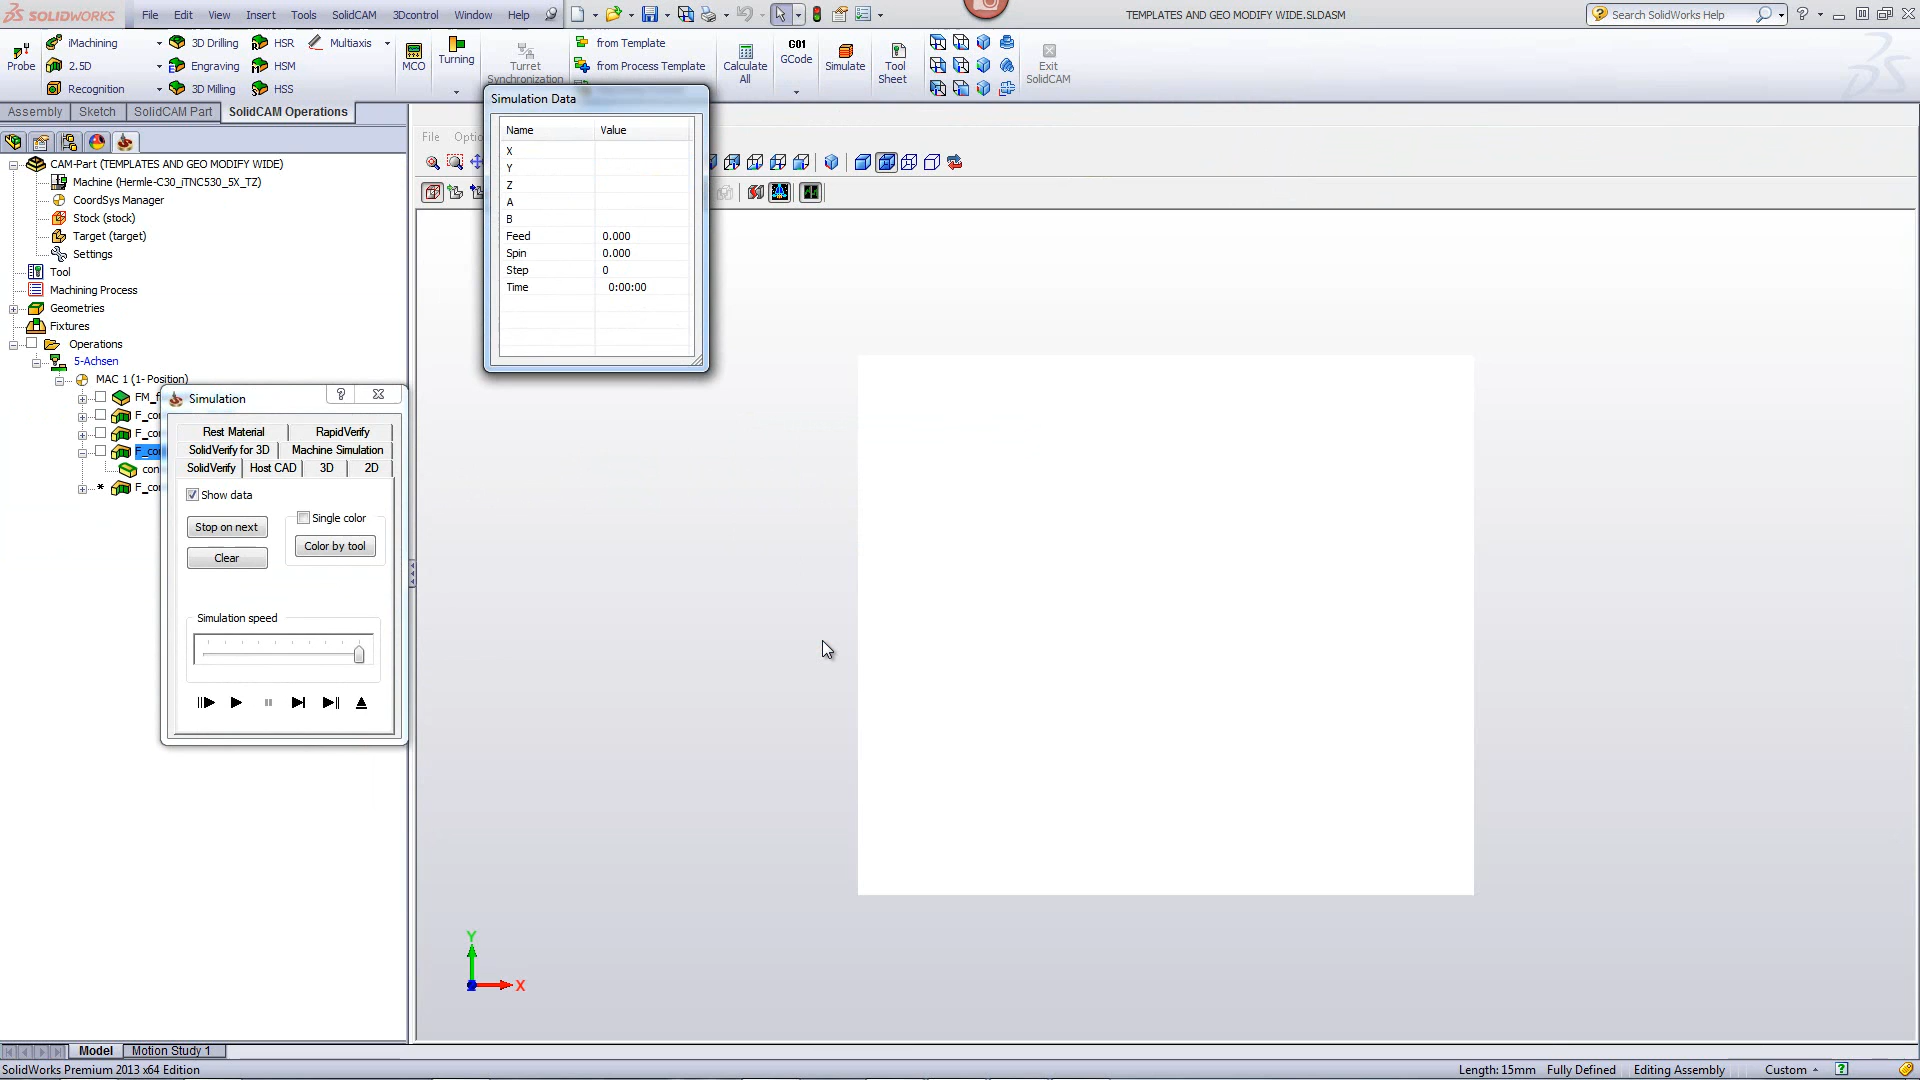 SOLIDWORKS File Edit View Insert Tools SolidCAM 3Dcontrol Window Help TEMPLATES AND GEO MODIFY WIDE.SLDASM Search SolidWorks Help
iMachining 3D Drilling HSR Multiaxis from Template
Probe 2.5D Engraving HSM MCO Turning Turret Synchronization from Process Template Calculate All G01 GCode Simulate Tool Sheet Exit SolidCAM
Recognition 3D Milling HSS
Assembly Sketch SolidCAM Part SolidCAM Operations
Simulation Data
Name Value
X
Y
Z
A
B
Feed 0.000
Spin 0.000
Step 0
Time 0:00:00
File
CAM-Part (TEMPLATES AND GEO MODIFY WIDE)
Machine (Hermle-C30_iTNC530_5X_TZ)
CoordSys Manager
Stock (stock)
Target (target)
Settings
Tool
Machining Process
Geometries
Fixtures
Operations
5-Achsen
MAC 1 (1- Position)
Simulation
Rest Material RapidVerify
SolidVerify for 3D Machine Simulation
SolidVerify Host CAD 3D 2D
Show data
Stop on next Single color
Clear Color by tool
Simulation speed
Y
X
Model Motion Study 1
SolidWorks Premium 2013 x64 Edition Length: 15mm Fully Defined Editing Assembly Custom